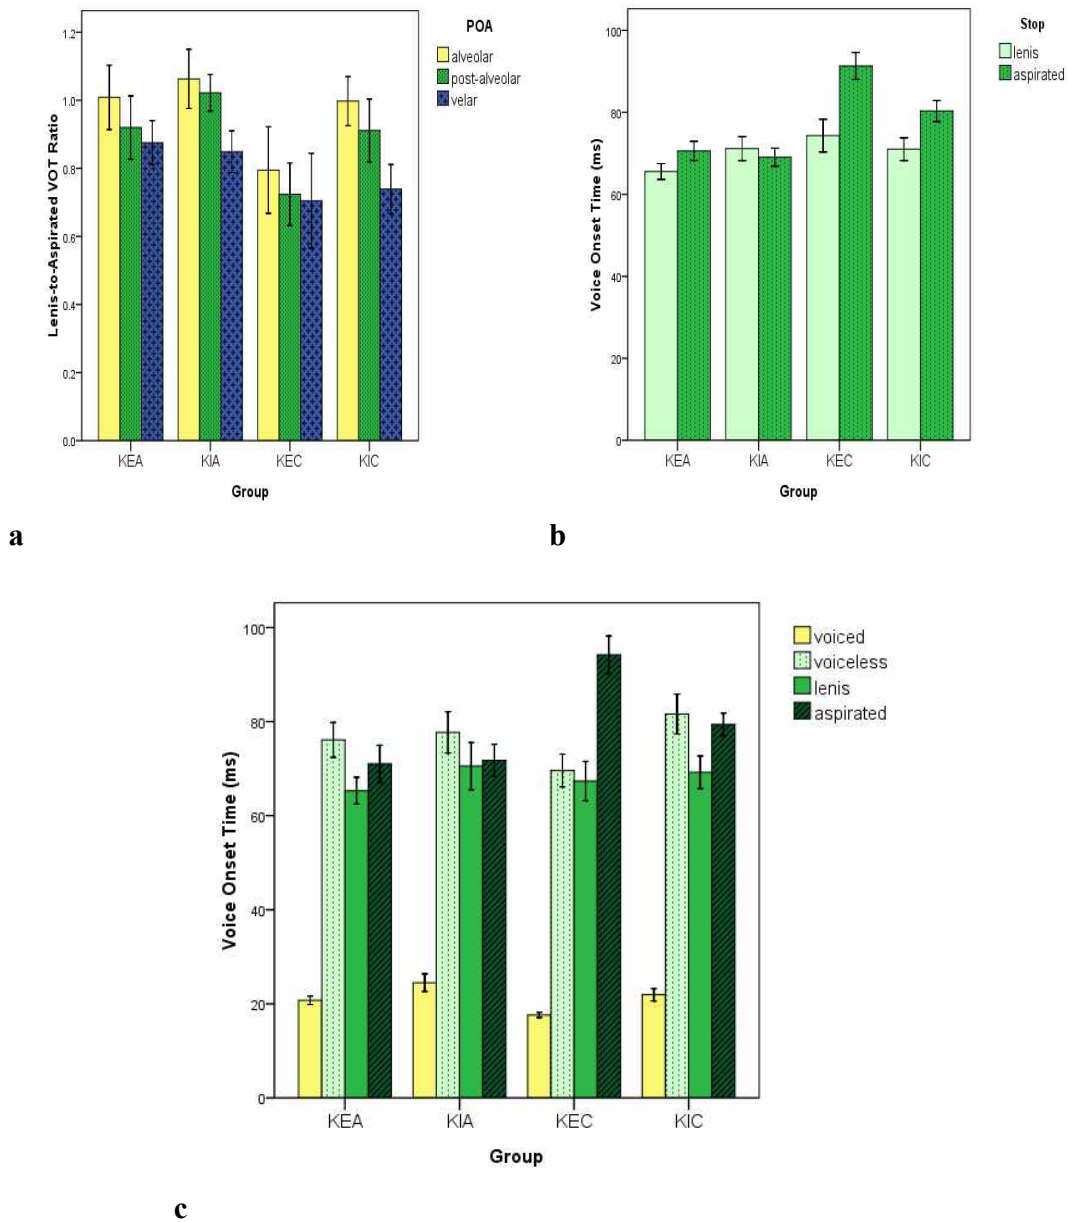 POA
alveolar
post-alveolar
velar
Lenis-to-Aspirated VOT Ratio
1.2
1.0
0.8
0.6
0.4
0.2
0.0
KEA KIA KEC KIC
Group
a
Stop
lenis
aspirated
Voice Onset Time (ms)
100
80
60
40
20
0
KEA KIA KEC KIC
Group
b
voiced
voiceless
lenis
aspirated
Voice Onset Time (ms)
100
80
60
40
20
0
KEA KIA KEC KIC
Group
c